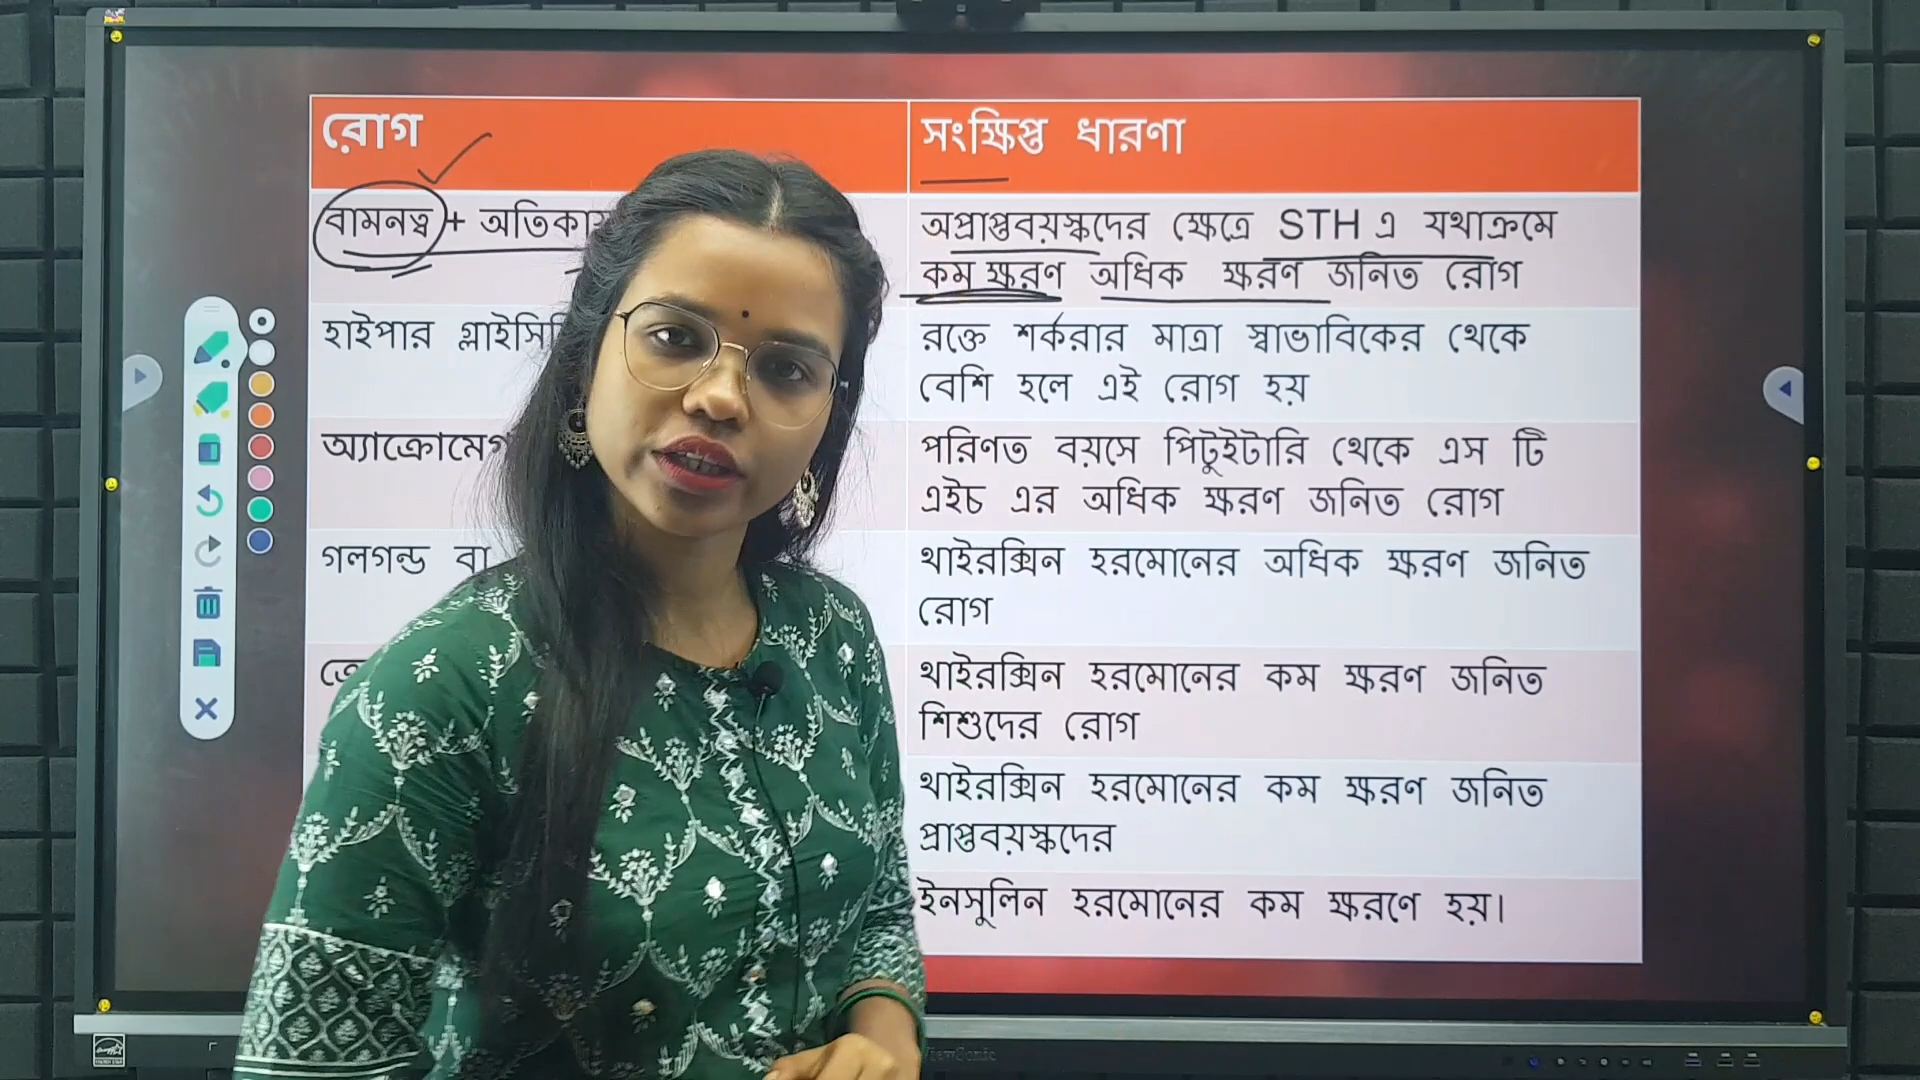 রোগ
সংক্ষিপ্ত ধারণা
বামনত্ব + অতিকায়
অপ্রাপ্তবয়স্কদের ক্ষেত্রে STH এ যথাক্রমে
কম ক্ষরণ অধিক ক্ষরণ জনিত রোগ
হাইপার
রক্তে শর্করার মাত্রা স্বাভাবিকের থেকে
বেশি হলে এই রোগ হয়
পরিণত বয়সে পিটুইটারি থেকে এস টি
এইচ এর অধিক ক্ষরণ জনিত রোগ
গলগন্ড বা
থাইরক্সিন হরমোনের অধিক ক্ষরণ জনিত
রোগ
থাইরক্সিন হরমোনের কম ক্ষরণ জনিত
শিশুদের রোগ
থাইরক্সিন হরমোনের কম ক্ষরণ জনিত
প্রাপ্তবয়স্কদের
ইনসুলিন হরমোনের কম ক্ষরণে হয়।
ViewSonic